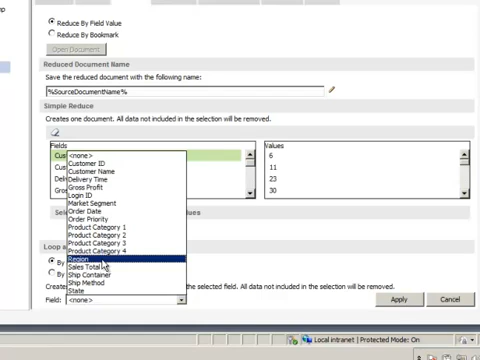 Reduce By Field Value
Reduce By Bookmark
Open Document
Reduced Document Name
Save the reduced document with the following name:
%SourceDocumentName%
Simple Reduce
Creates one document. All data not included in the selection will be removed.
Fields
Values
<none>
Customer ID
Customer Name
Delivery Time
Gross Profit
Login ID
Market Segment
Order Date
Order Priority
Product Category 1
Product Category 2
Product Category 3
Product Category 4
Region
Sales Total
Ship Container
Ship Method
State
6
11
23
30
Values
Loop a
By
By
the selected field. All data not included in the selection will be removed.
Field: <none>
Apply
Cancel
Local intranet | Protected Mode: On